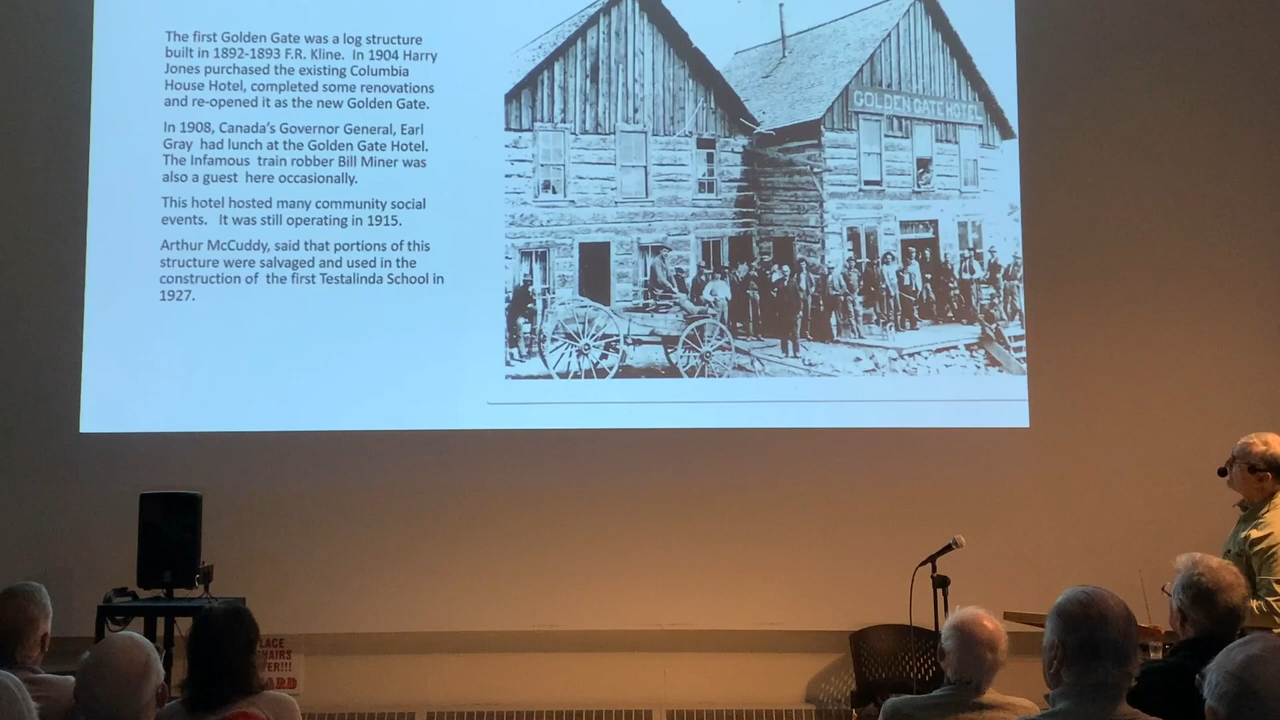 The first Golden Gate was a log structure
built in 1892-1893 F.R. Kline. In 1904 Harry
Jones purchased the existing Columbia
House Hotel, completed some renovations
and re-opened it as the new Golden Gate.
In 1908, Canada's Governor General, Earl
Gray had lunch at the Golden Gate Hotel.
The Infamous train robber Bill Miner was
also a guest here occasionally.
This hotel hosted many community social
events. It was still operating in 1915.
Arthur McCuddy, said that portions of this
structure were salvaged and used in the
construction of the first Testalinda School in
1927.
GOLDEN GATE HOTEL
LACE
HAIRS
ER!!!
ARD